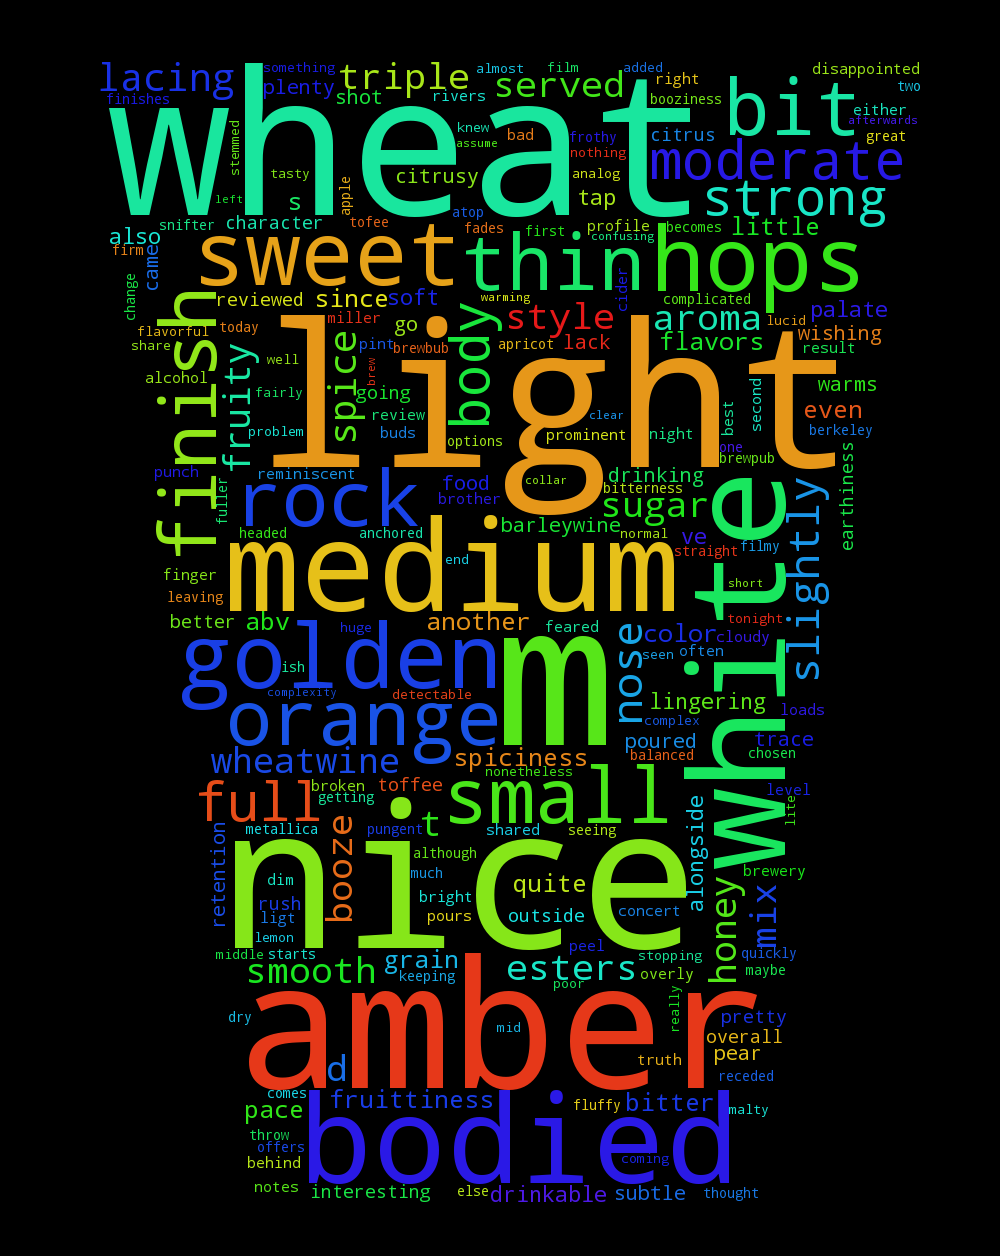 something almost film added disappointed
lacing triple served right two
finishes plenty shot rivers booziness bit either
wheat afterwards
stemmed knew bad frothy citrus great
assume nothing moderate
tasty citrusy analog
left s apple tap strong
snifter character tofee atop fades profile becomes little
also first confusing
firm came sweet thin hops
change reviewed since soft warming cider complicated palate
flavorful today miller go style aroma lucid wishing
share pint brewbub apricot lack flavors result
finish fruity spice body
alcohol well brew warms
fairly going light second
review clear best even
problem buds options prominent night one berkeley
punch reminiscent food collar drinking brewpub
fuller rock brother bitterness earthiness
headed anchored barleywine sugar slightly
normal ve white
medium end straight filmy
finger short
leaving
better abv another feared tonight
golden huge m nose color cloudy
ish seen often
complexity detectable lingering
orange complex loads
wheatwine spiciness poured trace
nonetheless balanced chosen
full broken toffee small level
getting lite
metallica pungent t shared seeing alongside
retention booze although
nice much brewery
dim quite honey mix
rush bright
ligt pours outside concert
lemon peel
middle starts grain stopping quickly
smooth keeping esters overly maybe
poor
amber really
dry mid pretty
overall
truth pear
d receded
comes
pace fruittiness fluffy bitter malty
throw bodied
offers
behind coming
notes interesting else drinkable subtle thought